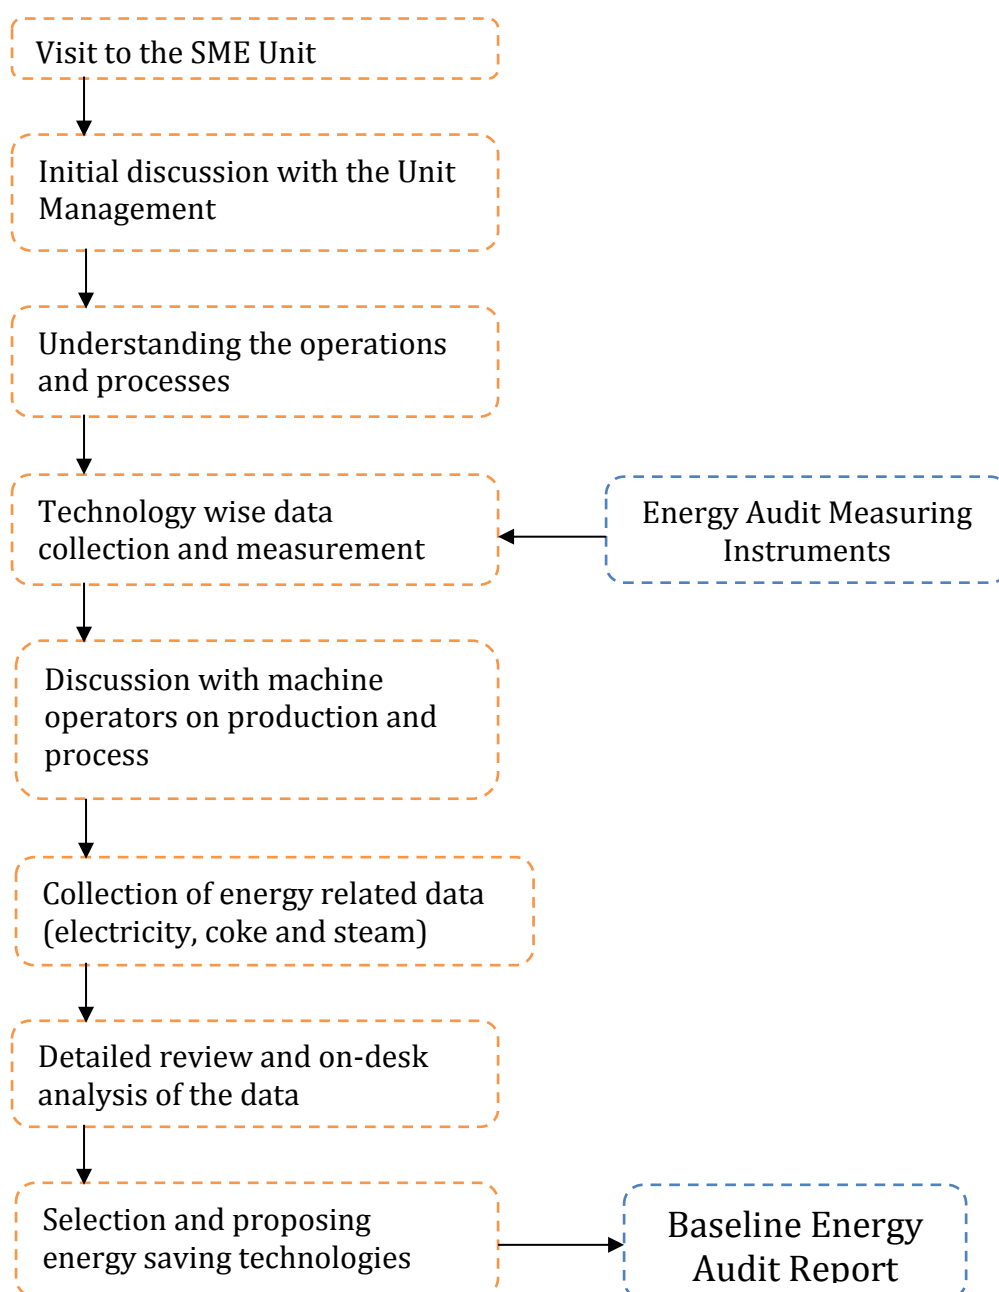 Visit to the SME Unit
Initial discussion with the Unit
Management
Understanding the operations
and processes
Technology wise data
collection and measurement
Energy Audit Measuring
Instruments
Discussion with machine
operators on production and
process
Collection of energy related data
(electricity, coke and steam)
Detailed review and on-desk
analysis of the data
Selection and proposing
energy saving technologies
Baseline Energy
Audit Report